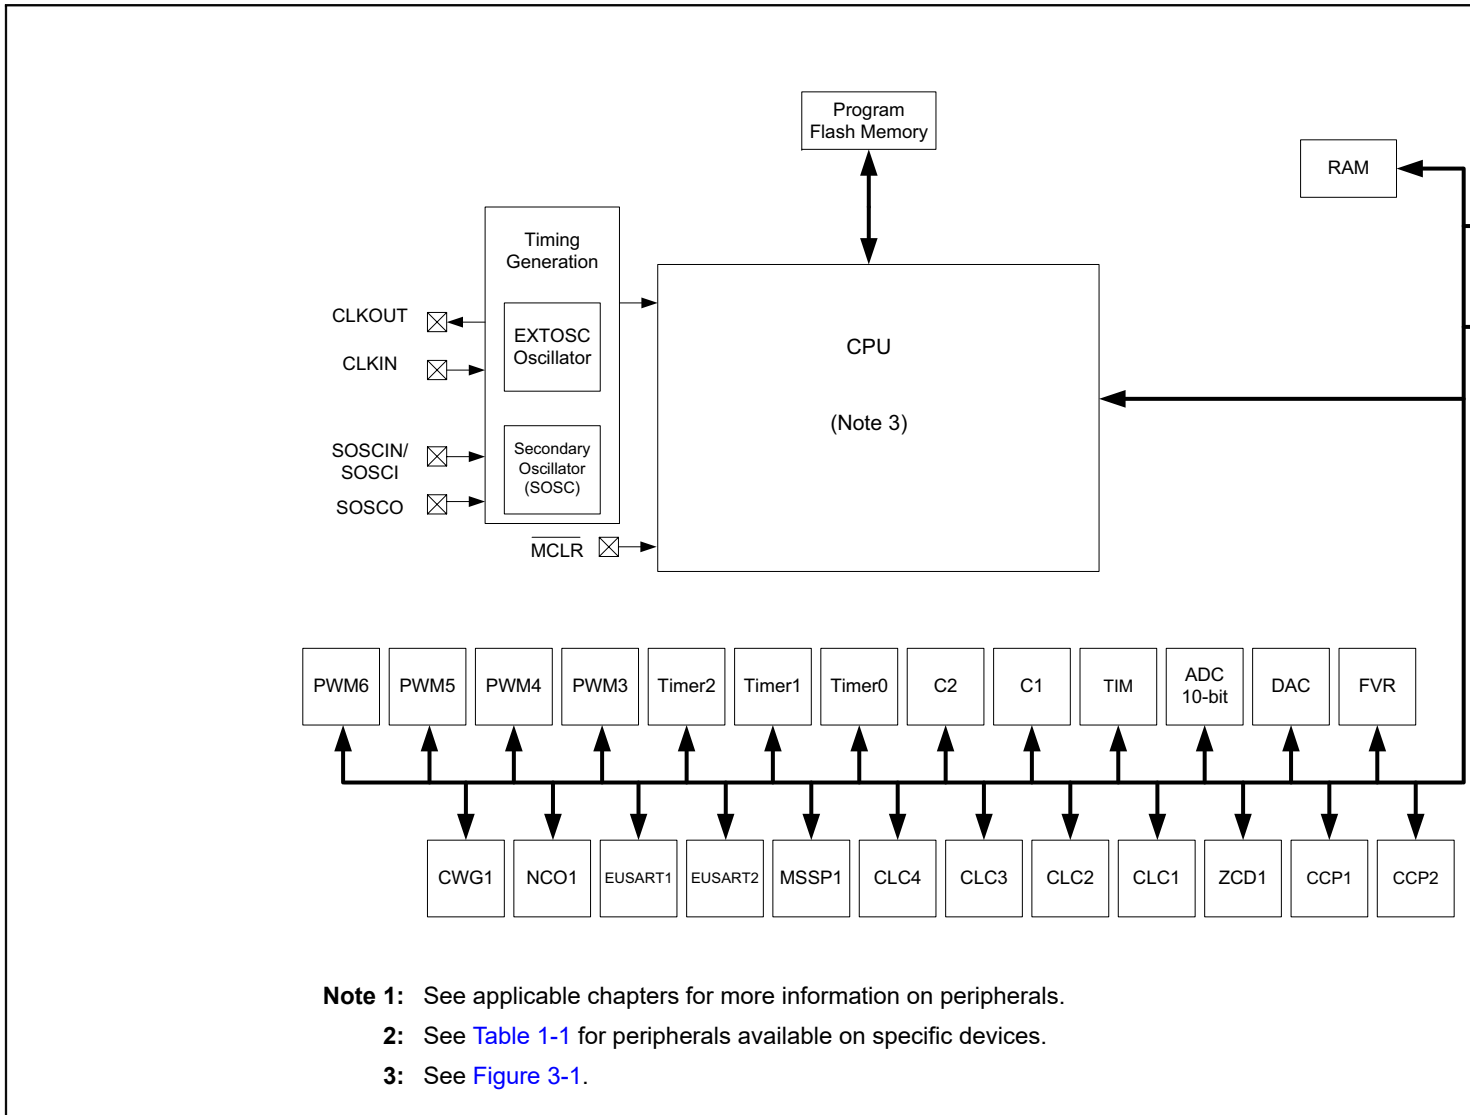 Program
Flash Memory
RAM
Timing
Generation
CLKOUT
EXTOSC
Oscillator
CLKIN
CPU
(Note 3)
SOSCIN/
SOSCI
Secondary
Oscillator
(SOSC)
SOSCO
MCLR
PWM6
PWM5
PWM4
PWM3
Timer2
Timer1
Timer0
C2
C1
TIM
ADC
10-bit
DAC
FVR
CWG1
NCO1
EUSART1
EUSART2
MSSP1
CLC4
CLC3
CLC2
CLC1
ZCD1
CCP1
CCP2
Note 1: See applicable chapters for more information on peripherals.
2: See Table 1-1 for peripherals available on specific devices.
3: See Figure 3-1.